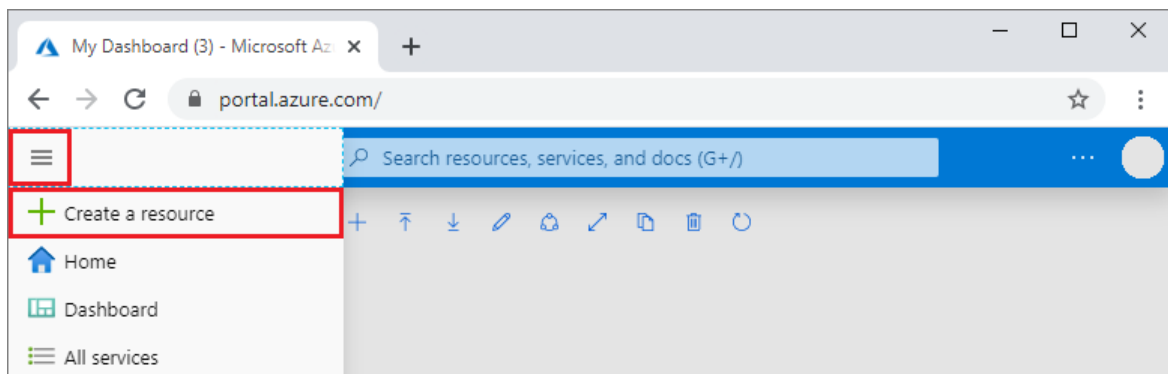 My Dashboard (3) - Microsoft Az
portal.azure.com/
Search resources, services, and docs (G+/)
Create a resource
Home
Dashboard
All services